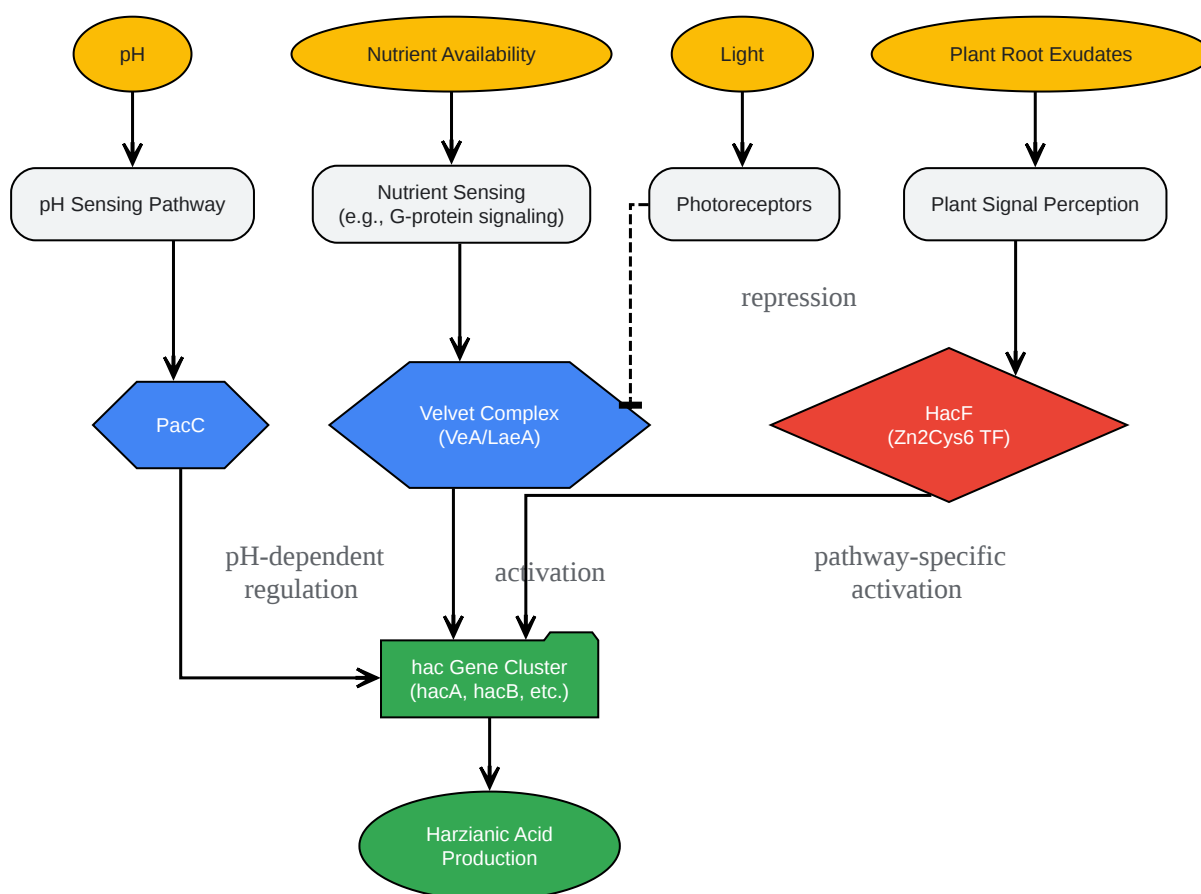 pH
Nutrient Availability
Light
Plant Root Exudates
pH Sensing Pathway
Nutrient Sensing
(e.g., G-protein signaling)
Photoreceptors
Plant Signal Perception
repression
PacC
Velvet Complex
(VeA/LaeA)
HacF
(Zn2Cys6 TF)
pH-dependent
regulation
activation
pathway-specific
activation
hac Gene Cluster
(hacA, hacB, etc.)
Harzianic Acid
Production